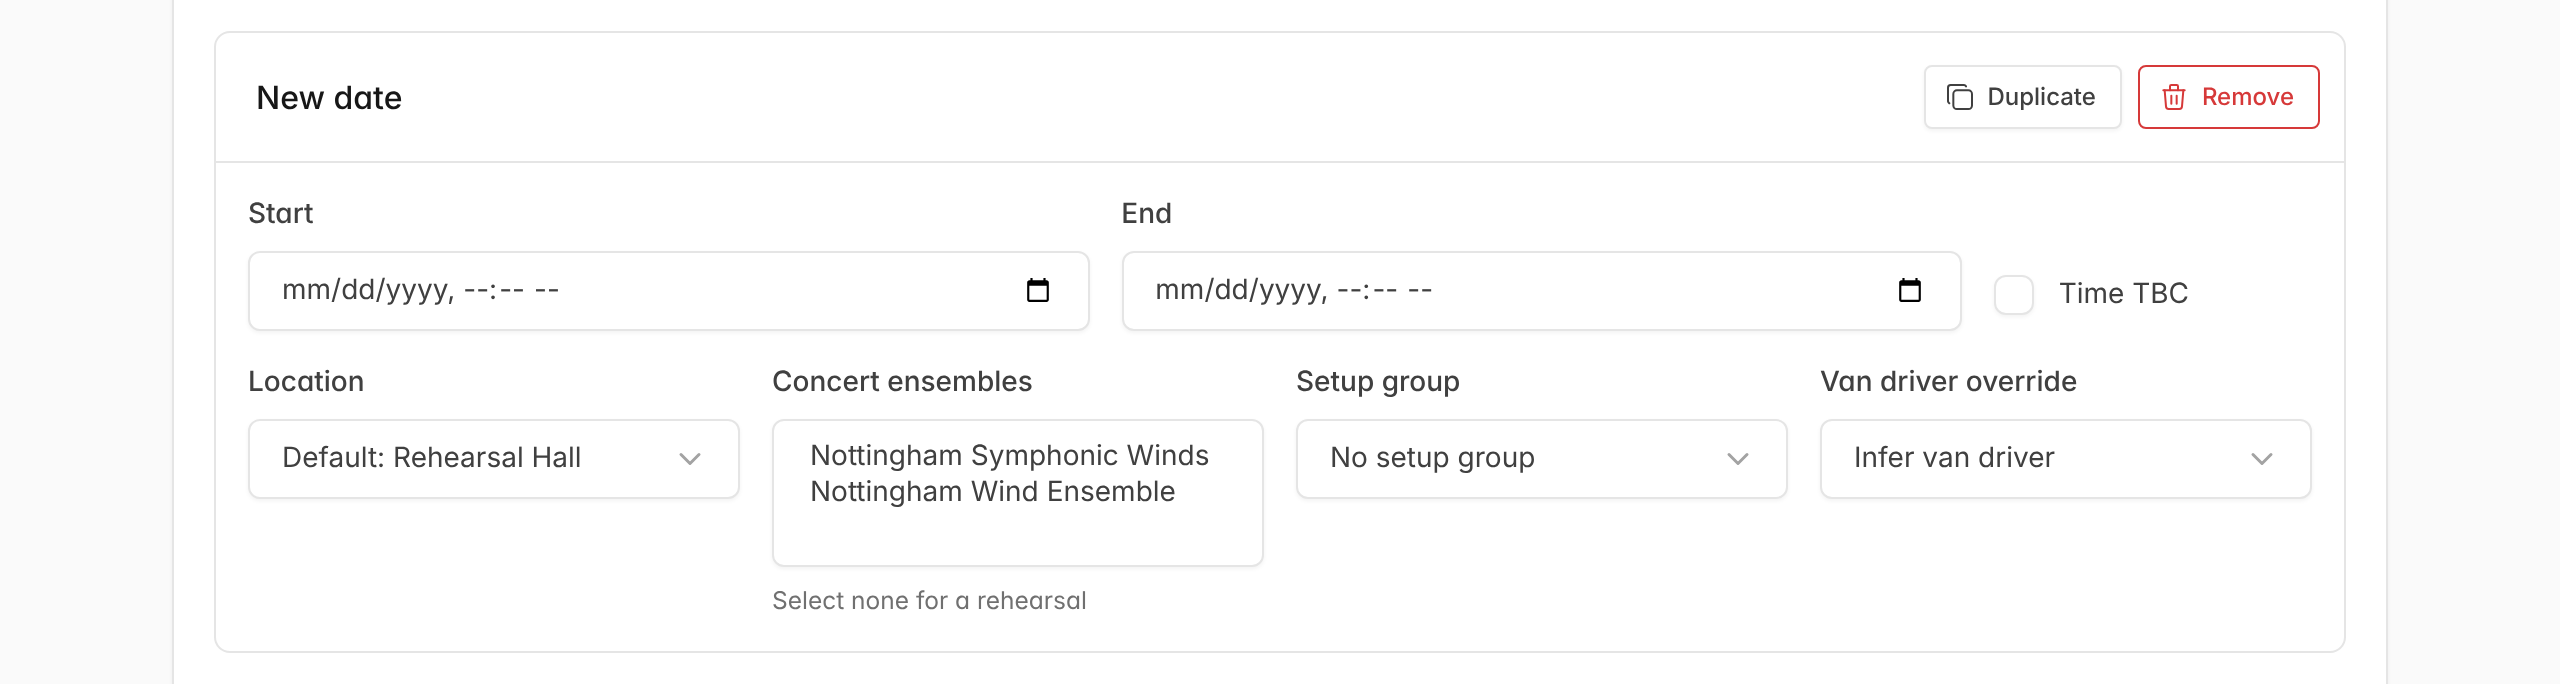 New date
Duplicate
Remove
Start
End
mm/dd/yyyy, --:-- --
mm/dd/yyyy, --:-- --
Time TBC
Location
Concert ensembles
Setup group
Van driver override
Default: Rehearsal Hall
Nottingham Symphonic Winds
Nottingham Wind Ensemble
No setup group
Infer van driver
Select none for a rehearsal